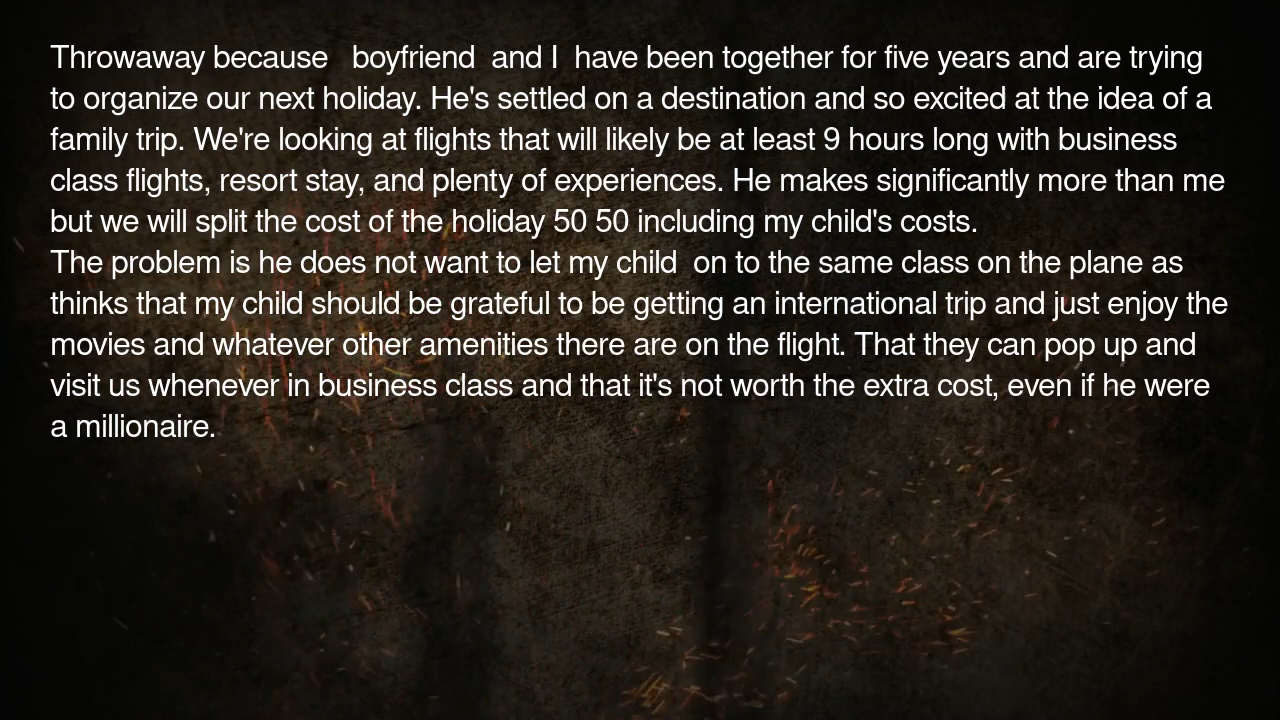 Throwaway because boyfriend and I have been together for five years and are trying
to organize our next holiday. He's settled on a destination and so excited at the idea of a
family trip. We're looking at flights that will likely be at least 9 hours long with business
class flights, resort stay, and plenty of experiences. He makes significantly more than me
but we will split the cost of the holiday 50 50 including my child's costs.
The problem is he does not want to let my child on to the same class on the plane as
thinks that my child should be grateful to be getting an international trip and just enjoy the
movies and whatever other amenities there are on the flight. That they can pop up and
visit us whenever in business class and that it's not worth the extra cost, even if he were
a millionaire.